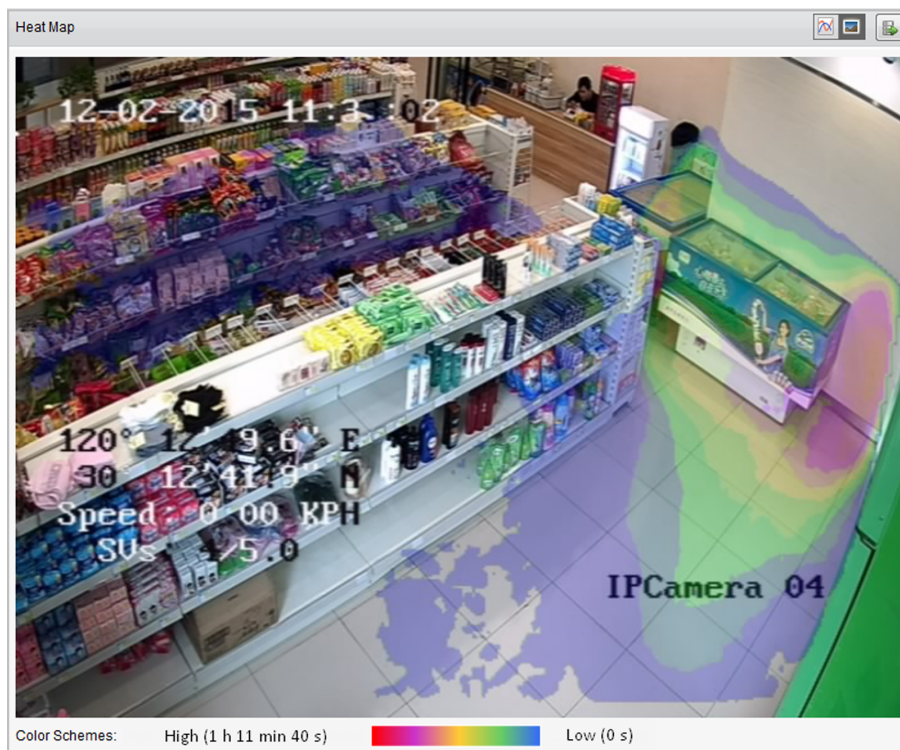 Heat Map
12-02-2015 11:3 :02
120° 12'49.6" E
30° 12'41.9" N
Speed: 0.00 KPH
SVs /5.0
IPCamera 04
Color Schemes: High (1 h 11 min 40 s) Low (0 s)